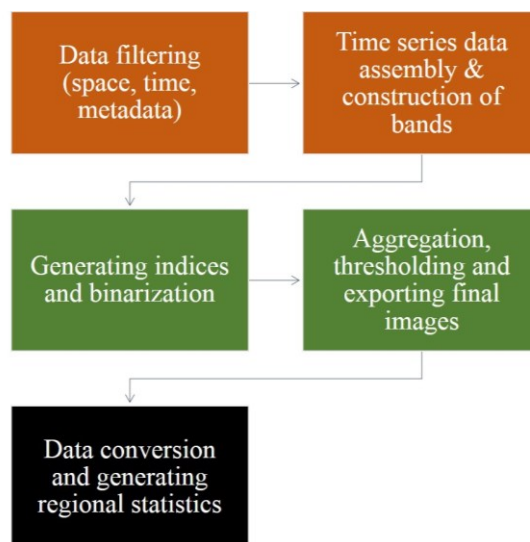 Data filtering
(space, time,
metadata)
Time series data
assembly &
construction of
bands
Generating indices
and binarization
Aggregation,
thresholding and
exporting final
images
Data conversion
and generating
regional statistics